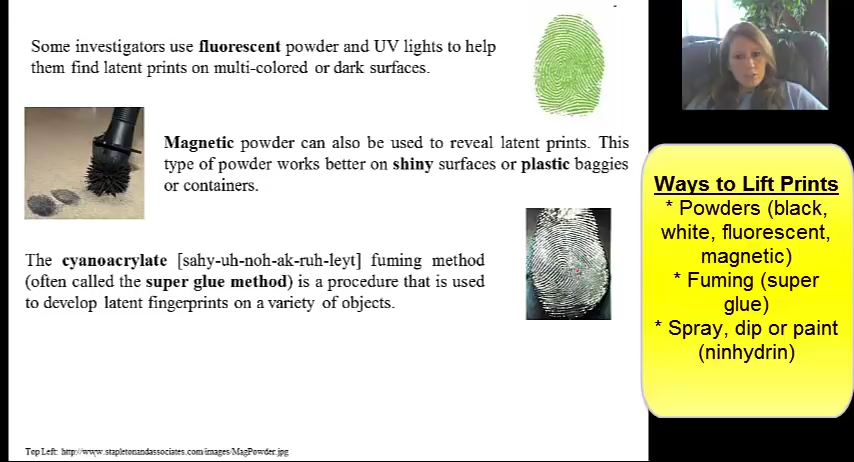 Some investigators use fluorescent powder and UV lights to help
them find latent prints on multi-colored or dark surfaces.
Magnetic powder can also be used to reveal latent prints. This
type of powder works better on shiny surfaces or plastic baggies
or containers.
The cyanoacrylate [sahy-uh-noh-ak-ruh-leyt] fuming method
(often called the super glue method) is a procedure that is used
to develop latent fingerprints on a variety of objects.
Top Left: http://www.stapletonandassociates.com/images/MagPowder.jpg
Ways to Lift Prints
* Powders (black,
white, fluorescent,
magnetic)
* Fuming (super
glue)
* Spray, dip or paint
(ninhydrin)